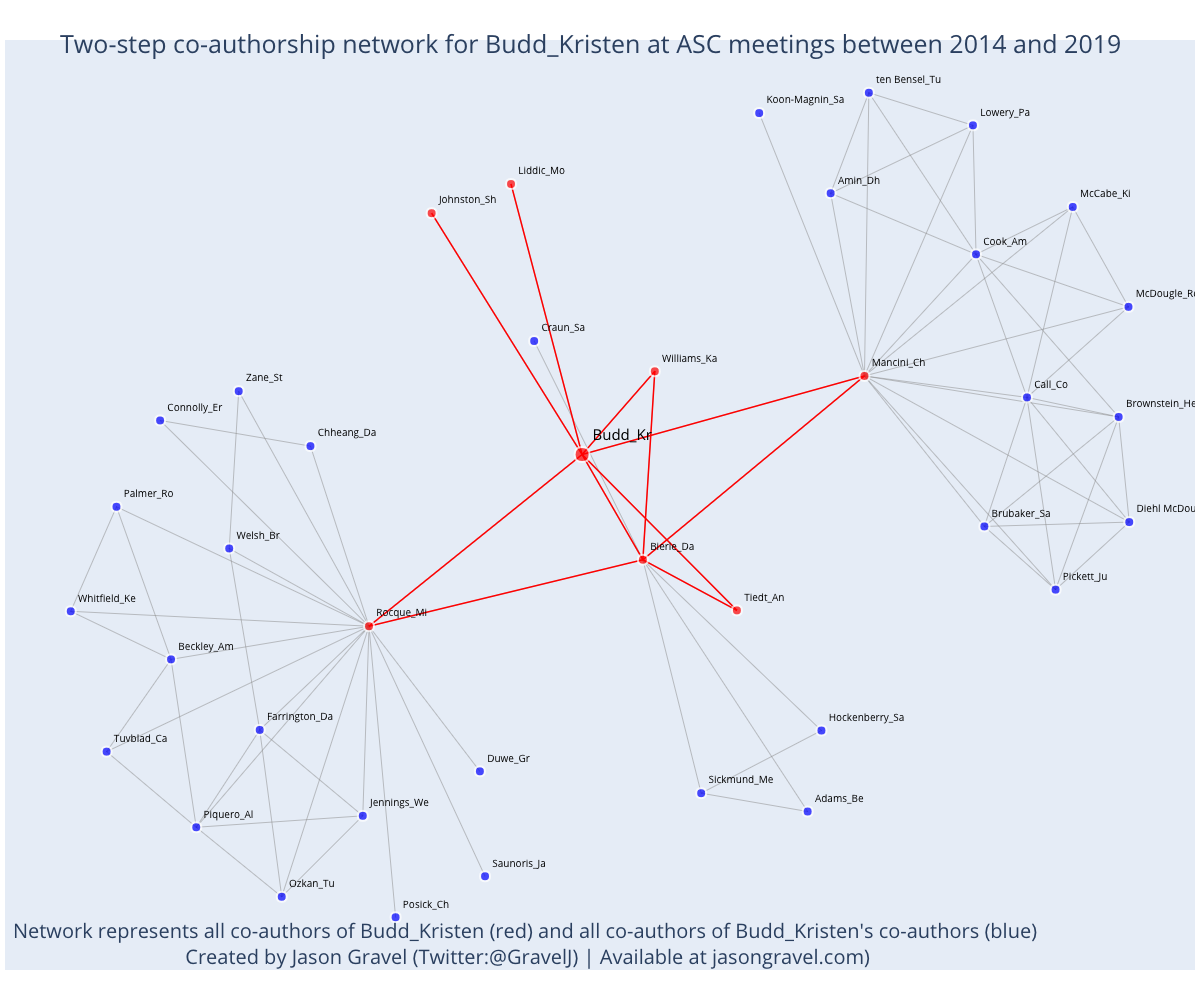 Two-step co-authorship network for Budd_Kristen at ASC meetings between 2014 and 2019
ten Bensel_Tu
Koon-Magnin_Sa
Lowery_Pa
Liddic_Mo
Amin_Dh
McCabe_Ki
Johnston_Sh
Cook_Am
McDougle_Ro
Craun_Sa
Williams_Ka
Mancini_Ch
Zane_St
Call_Co
Connolly_Er
Brownstein_He
Chheang_Da
Budd_Kr
Palmer_Ro
Diehl McDou
Brubaker_Sa
Welsh_Br
Bierie_Da
Pickett_Ju
Whitfield_Ke
Tiedt_An
Rocque_Mi
Beckley_Am
Farrington_Da
Hockenberry_Sa
Tuvblad_Ca
Duwe_Gr
Sickmund_Me
Adams_Be
Jennings_We
Piquero_Al
Saunoris_Ja
Ozkan_Tu
Posick_Ch
Network represents all co-authors of Budd_Kristen (red) and all co-authors of Budd_Kristen's co-authors (blue)
Created by Jason Gravel (Twitter:@GravelJ) | Available at jasongravel.com)